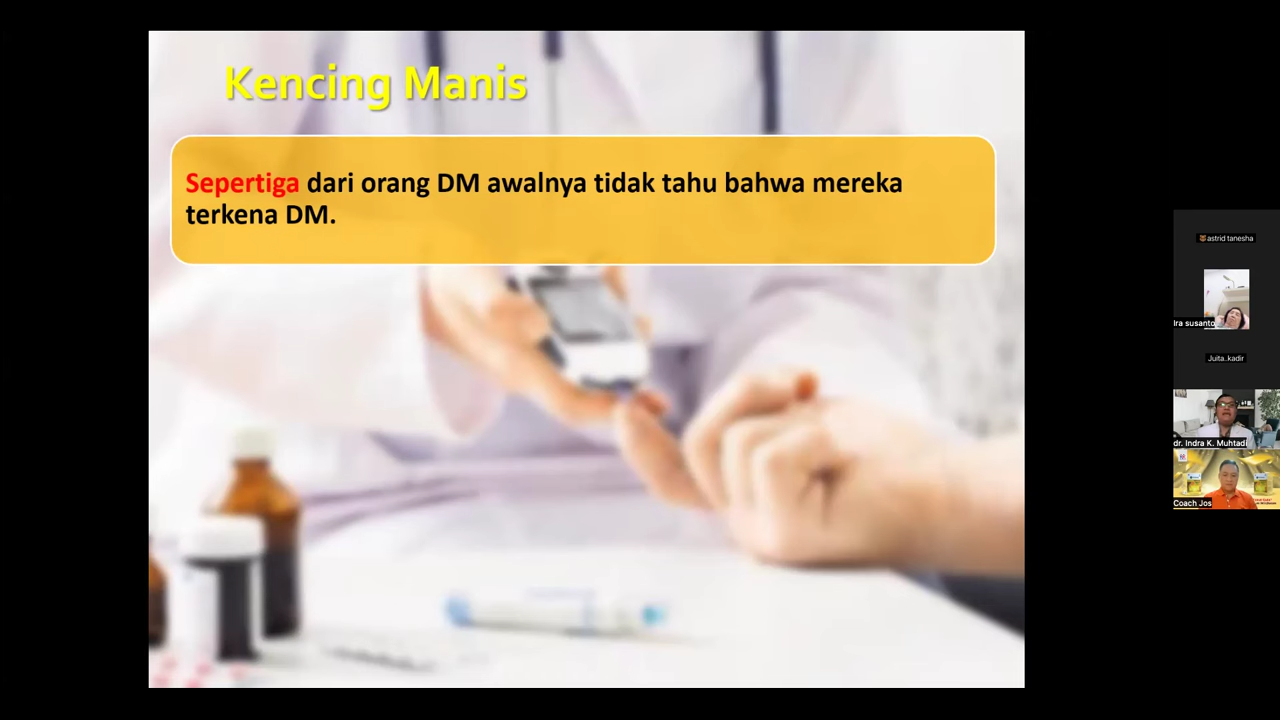 Kencing Manis
Sepertiga dari orang DM awalnya tidak tahu bahwa mereka
terkena DM.
astrid tanesha
Ira susanto
Juita..kadir
dr. Indra K. Muhtadi
Coach Jos